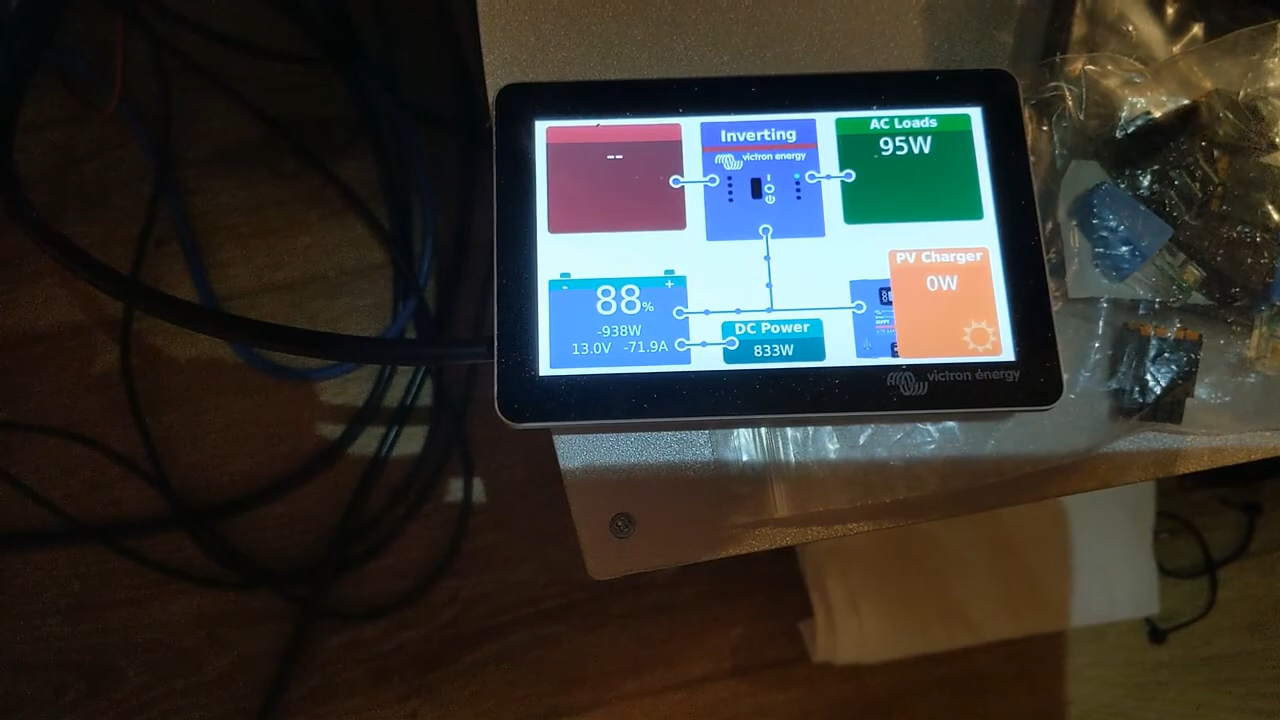 --
Inverting
victron energy
AC Loads
95W
- +
88%
-938W
13.0V -71.9A
DC Power
833W
PV Charger
0W
victron energy